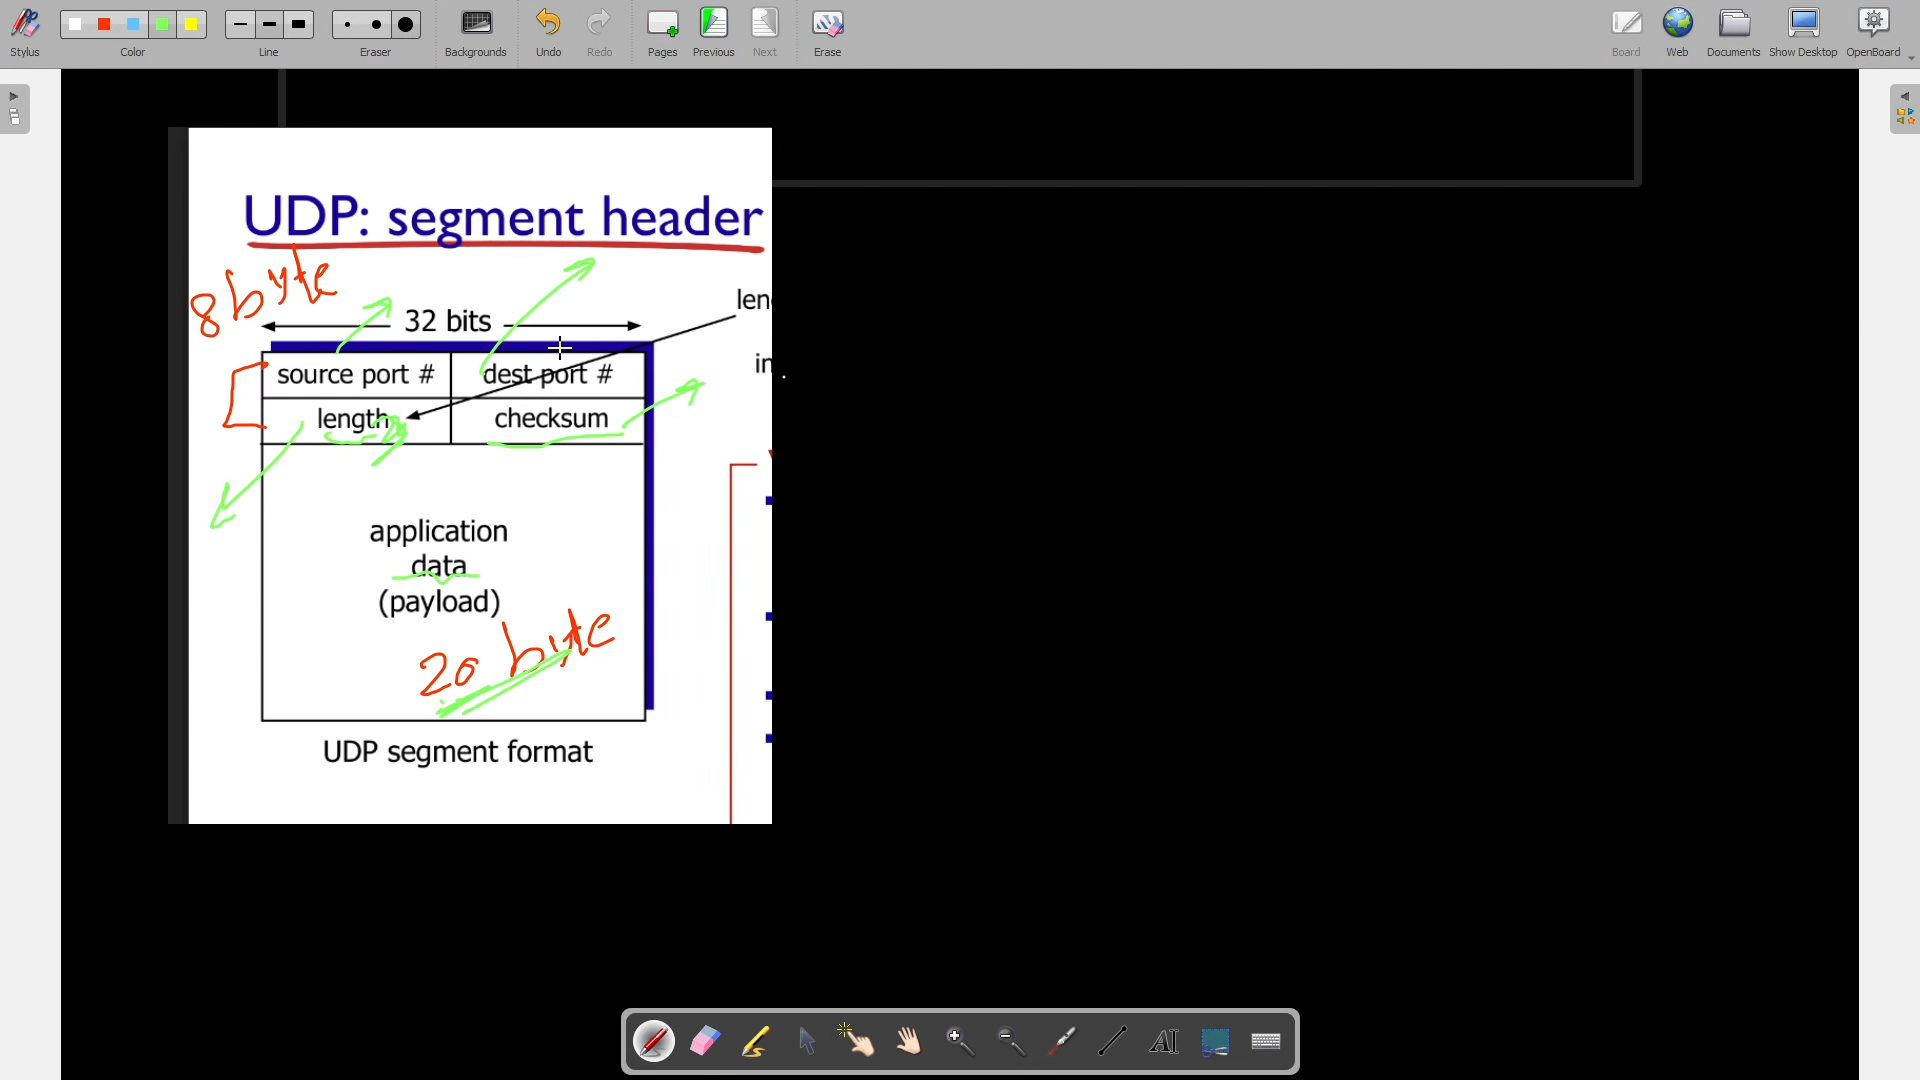 Stylus
Color
Line
Eraser
Backgrounds
Undo
Redo
Pages
Previous
Next
Erase
Board
Web
Documents
Show Desktop
OpenBoard
UDP: segment header
8 byte
32 bits
len
in
source port #
dest port #
length
checksum
application
data
(payload)
20 byte
UDP segment format
AI